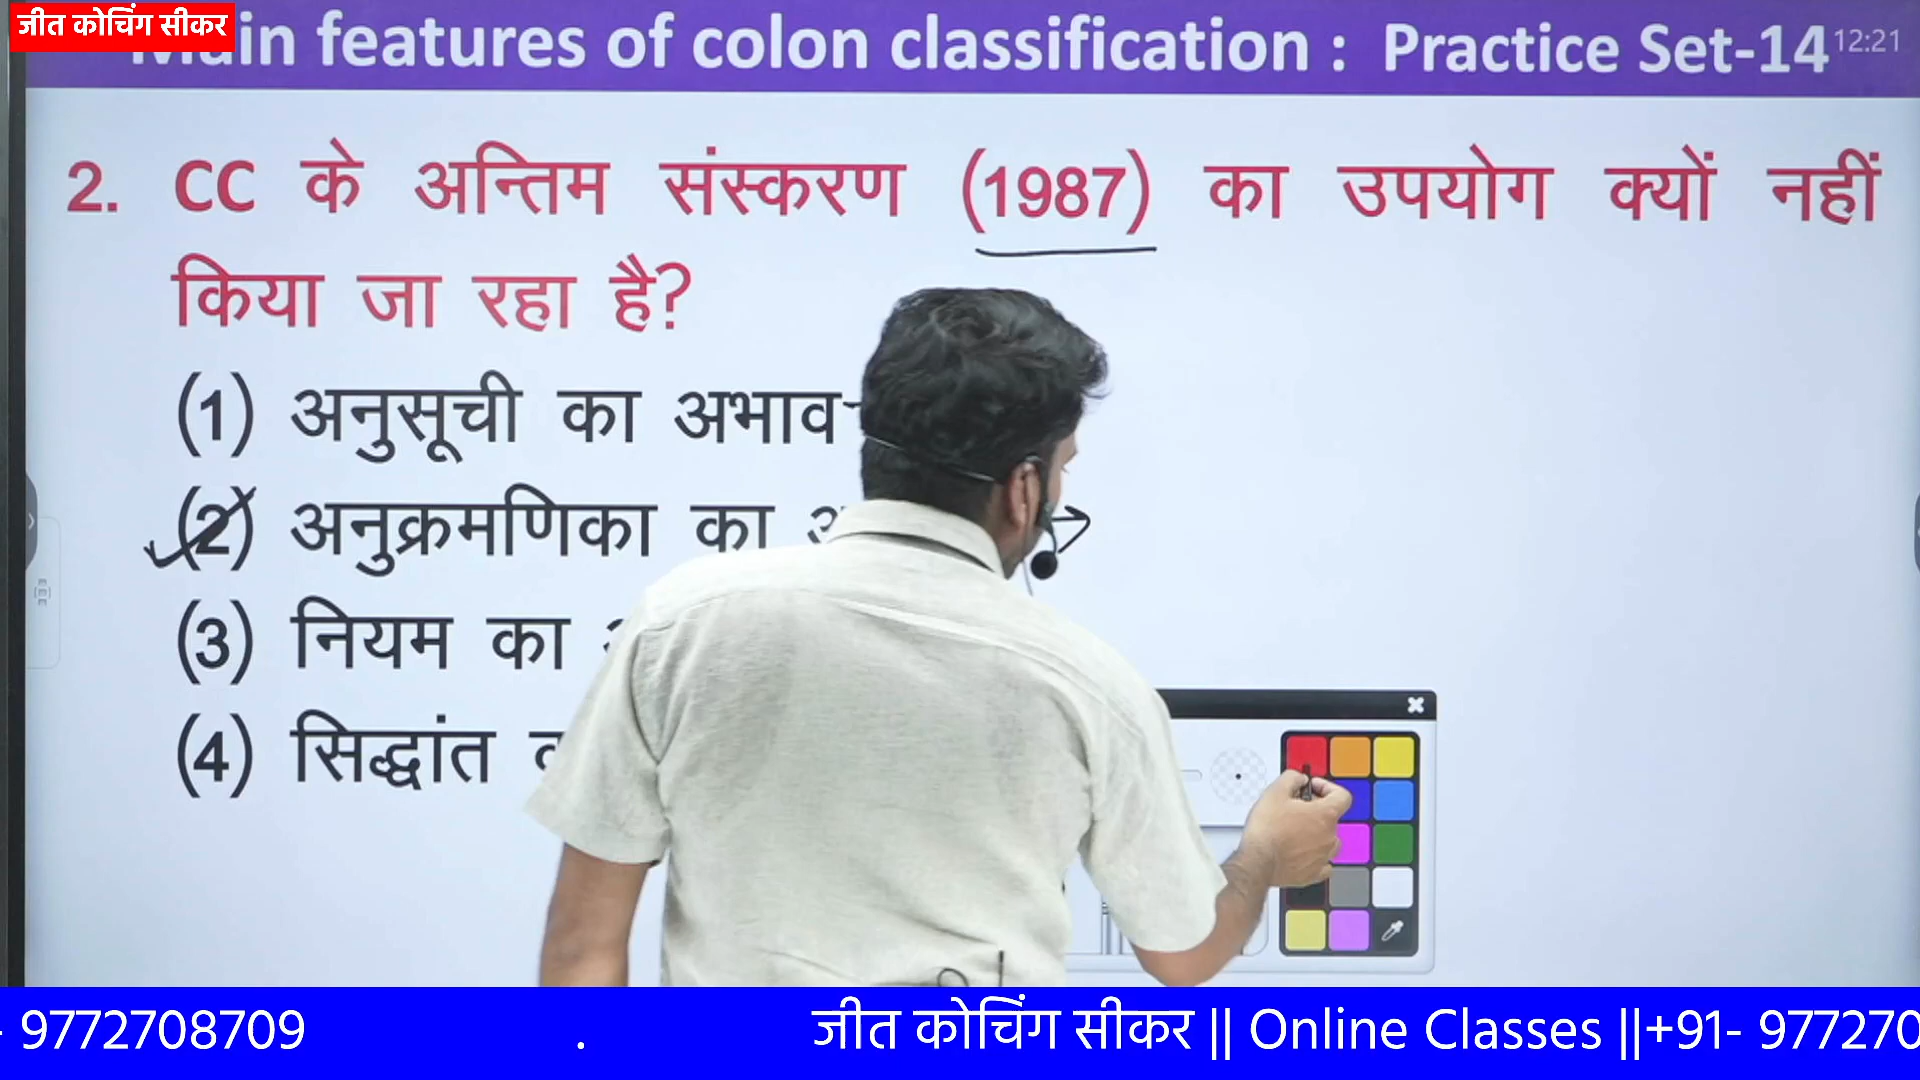 जीत कोचिंग सीकर
Main features of colon classification : Practice Set-14
12:21
2. CC के अन्तिम संस्करण (1987) का उपयोग क्यों नहीं
किया जा रहा है?
(1) अनुसूची का अभाव
(2) अनुक्रमणिका का
(3) नियम का
(4) सिद्धांत
- 9772708709 . जीत कोचिंग सीकर || Online Classes ||+91- 977270